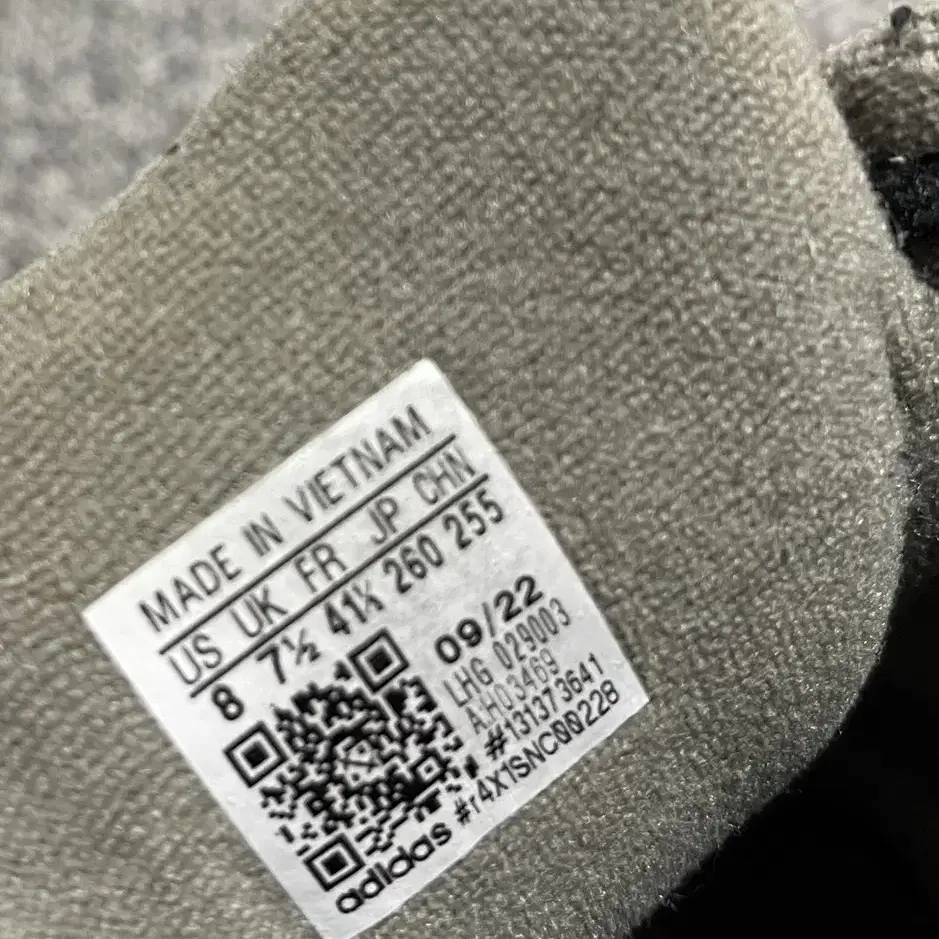 MADE IN VIETNAM
US UK FR JP CHN
8 7½ 41⅓ 260 255
09/22
LHG 029003
A:H03469
#131373641
#r4X1SNC00228
adidas